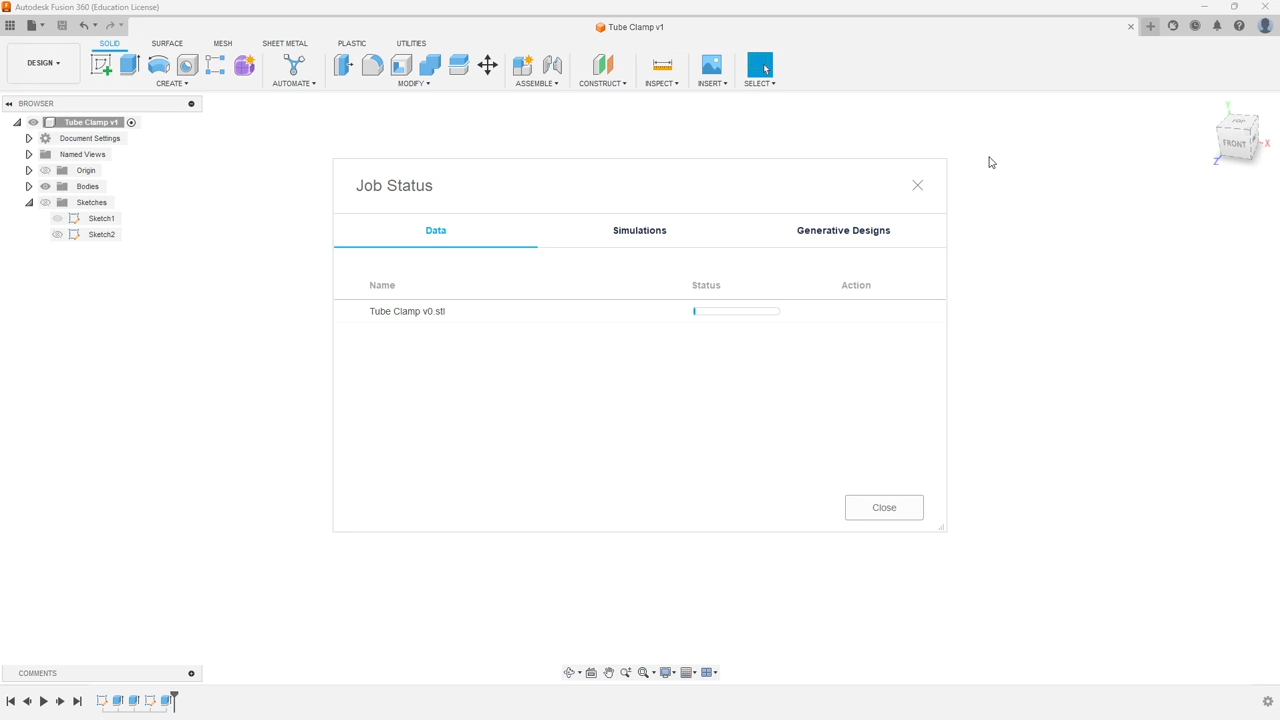 Autodesk Fusion 360 (Education License)
Tube Clamp v1
SOLID SURFACE MESH SHEET METAL PLASTIC UTILITIES
DESIGN
CREATE AUTOMATE MODIFY ASSEMBLE CONSTRUCT INSPECT INSERT SELECT
BROWSER
Tube Clamp v1
Document Settings
Named Views
Origin
Bodies
Sketches
Sketch1
Sketch2
Y
TOP
FRONT
X
Z
Job Status
Data Simulations Generative Designs
Name Status Action
Tube Clamp v0.stl
Close
COMMENTS